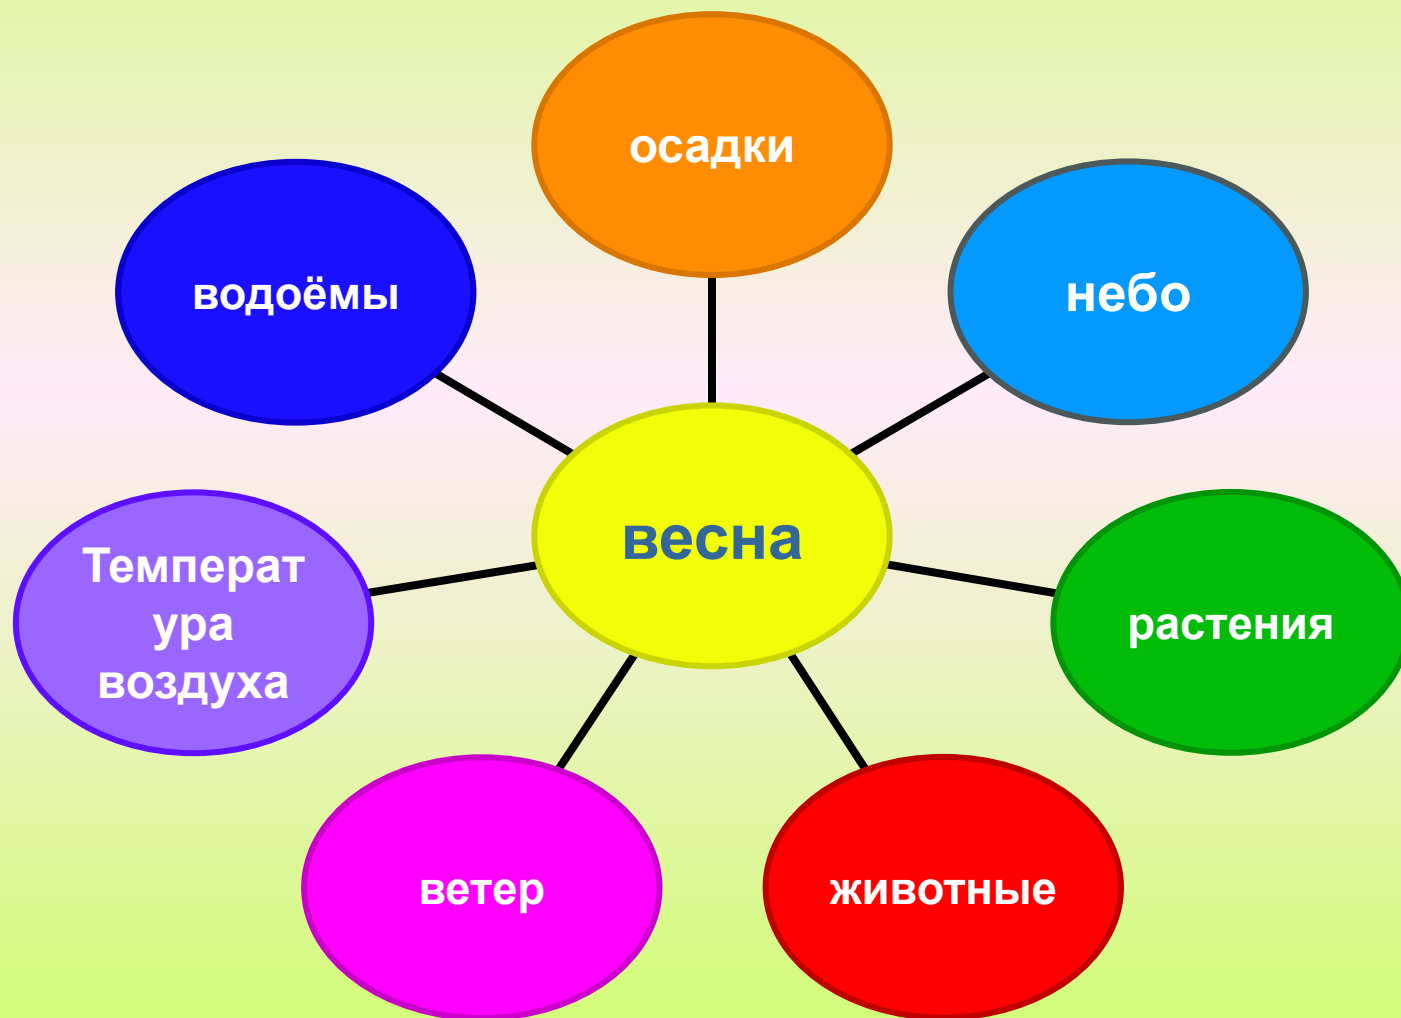 осадки
водоёмы
небо
весна
Температ
ура
воздуха
растения
ветер
животные